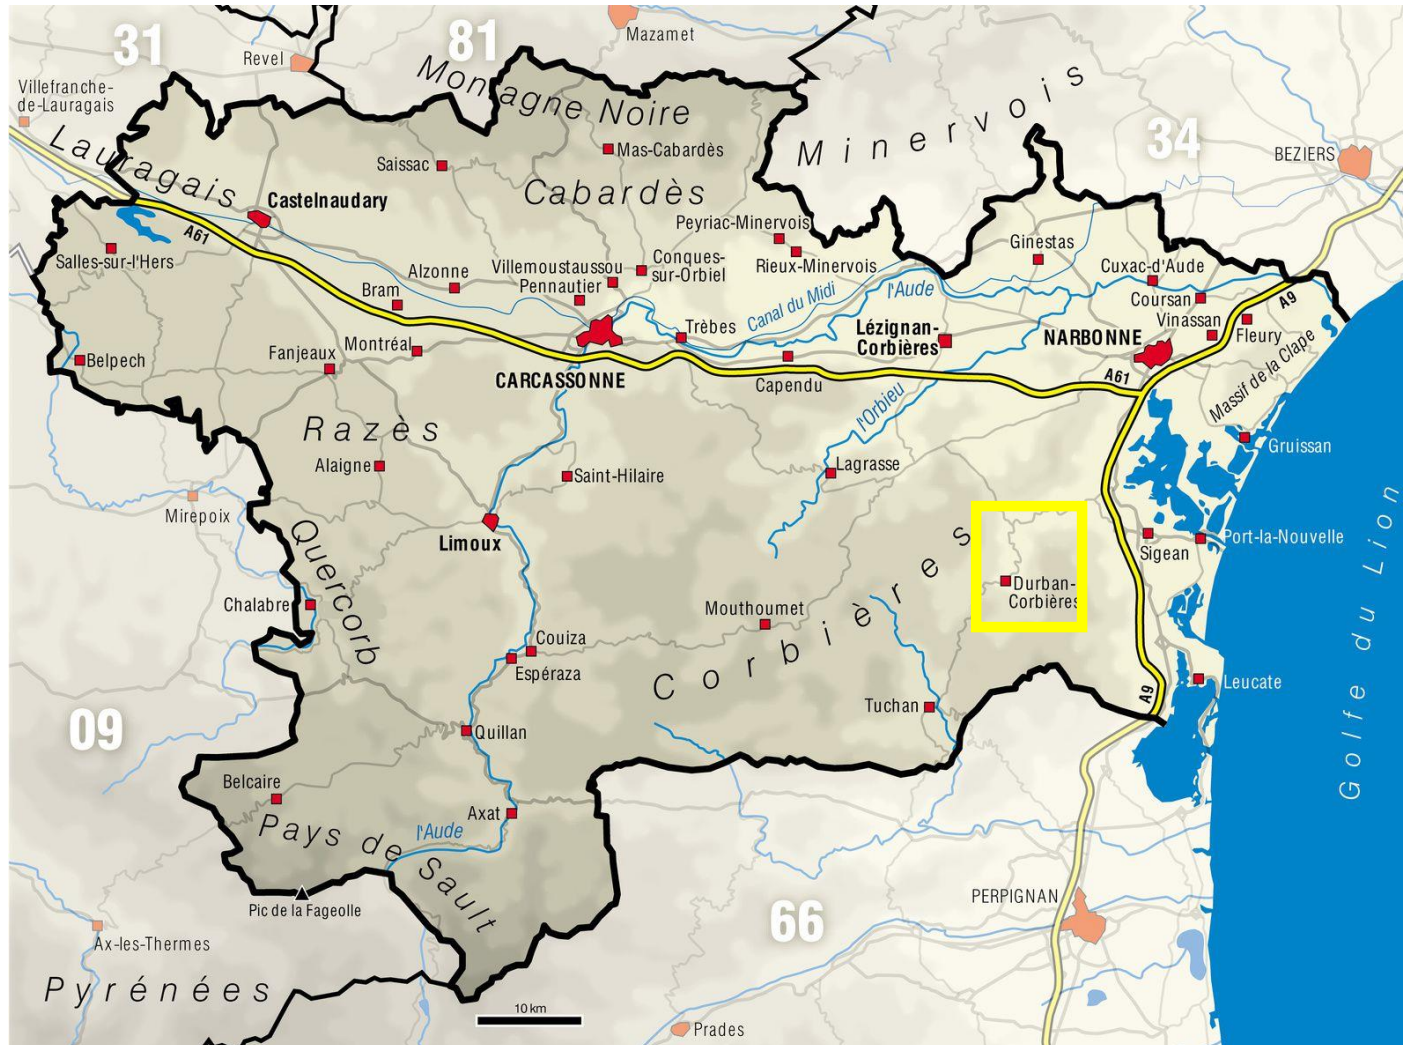 31
81
Mazamet
Revel
Montagne Noire
Villefranche-
de-Lauragais
Minervois
34
Lauragais
Saissac
Mas-Cabardès
BEZIERS
Castelnaudary
Cabardès
A61
Salles-sur-l'Hers
Peyriac-Minervois
Rieux-Minervois
Ginestas
Conques-
sur-Orbiel
Villemoustaussou
Pennautier
Alzonne
Bram
Cuxac-d'Aude
Coursan
Vinassan
Fleury
A9
Canal du Midi
l'Aude
Trèbes
Lézignan-
Corbières
NARBONNE
Belpech
Fanjeaux
Montréal
CARCASSONNE
Capendu
A61
Massif de la Clape
l'Orbieu
Razès
Gruissan
Alaigne
Saint-Hilaire
Lagrasse
Mirepoix
Limoux
Quercorb
Sigean
Port-la-Nouvelle
Golfe du Lion
Chalabre
Mouthoumet
Corbières
Durban-
Corbières
Couiza
Espéraza
Leucate
A9
Tuchan
09
Quillan
Belcaire
Axat
Pays de Sault
l'Aude
Pic de la Fageolle
PERPIGNAN
66
Ax-les-Thermes
Pyrénées
10 km
Prades